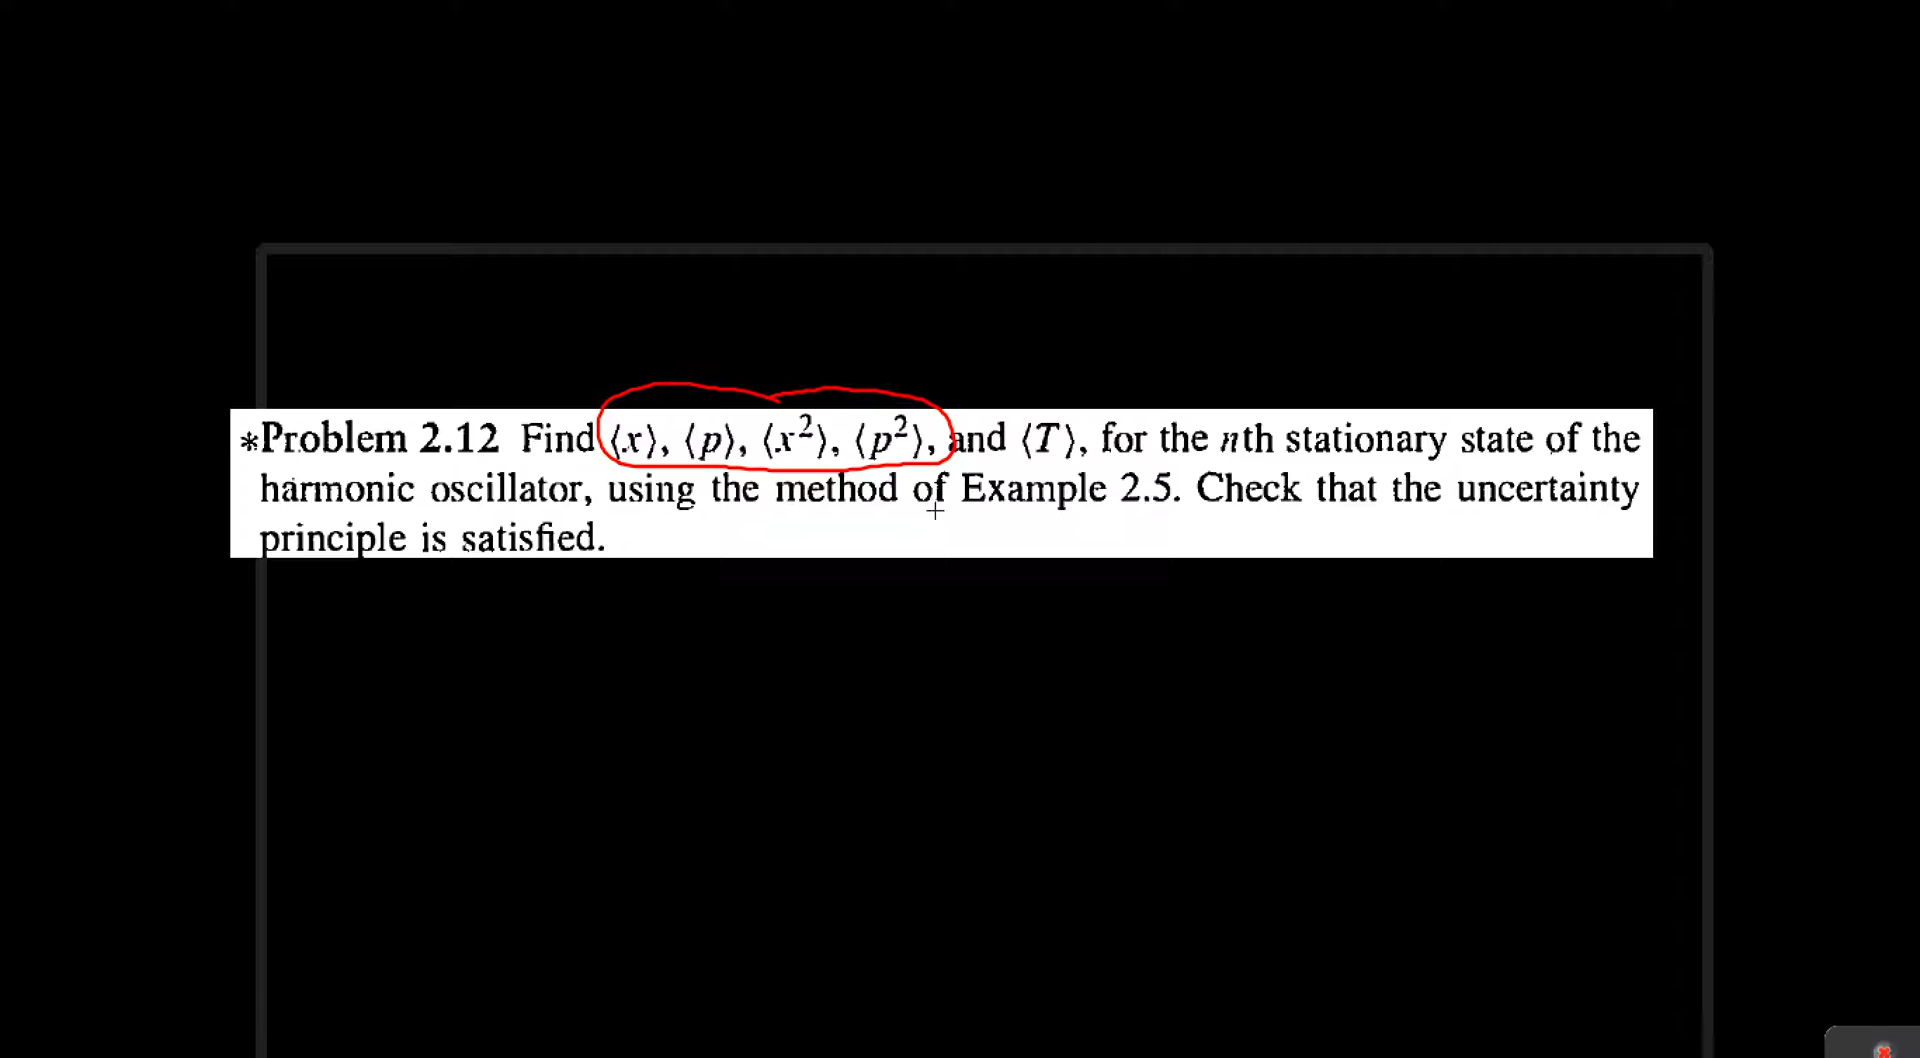 *Problem 2.12 Find ⟨x⟩, ⟨p⟩, ⟨x²⟩, ⟨p²⟩, and ⟨T⟩, for the nth stationary state of the
harmonic oscillator, using the method of Example 2.5. Check that the uncertainty
principle is satisfied.